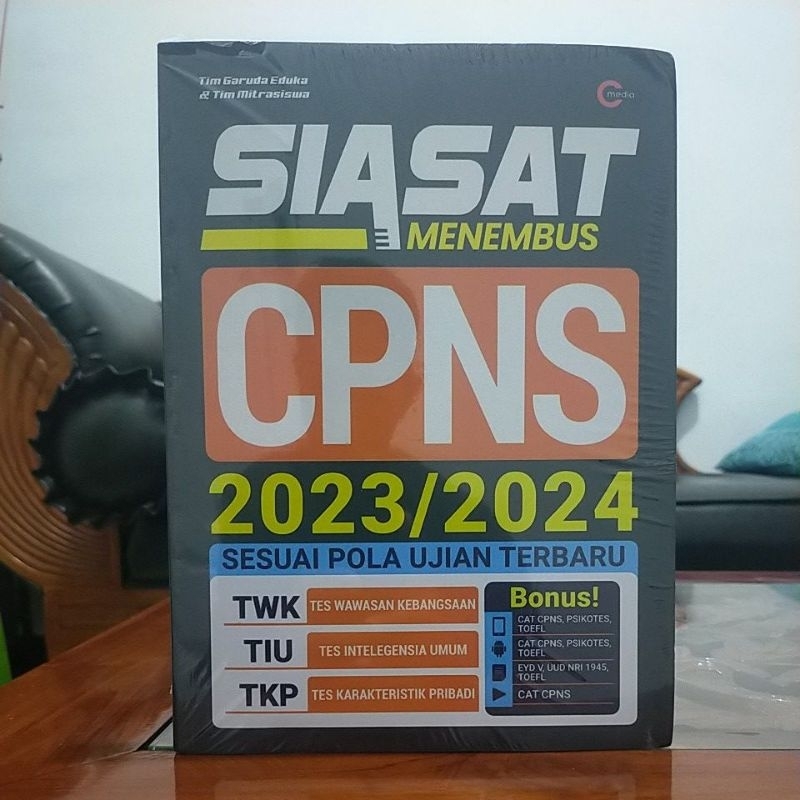 Tim Garuda Eduka
& Tim Mitrasiswa
C media
SIASAT
MENEMBUS
CPNS
2023/2024
SESUAI POLA UJIAN TERBARU
TWK TES WAWASAN KEBANGSAAN
TIU TES INTELEGENSIA UMUM
TKP TES KARAKTERISTIK PRIBADI
Bonus!
CAT CPNS, PSIKOTES,
TOEFL
CAT CPNS, PSIKOTES,
TOEFL
EYD V, UUD NRI 1945,
TOEFL
CAT CPNS